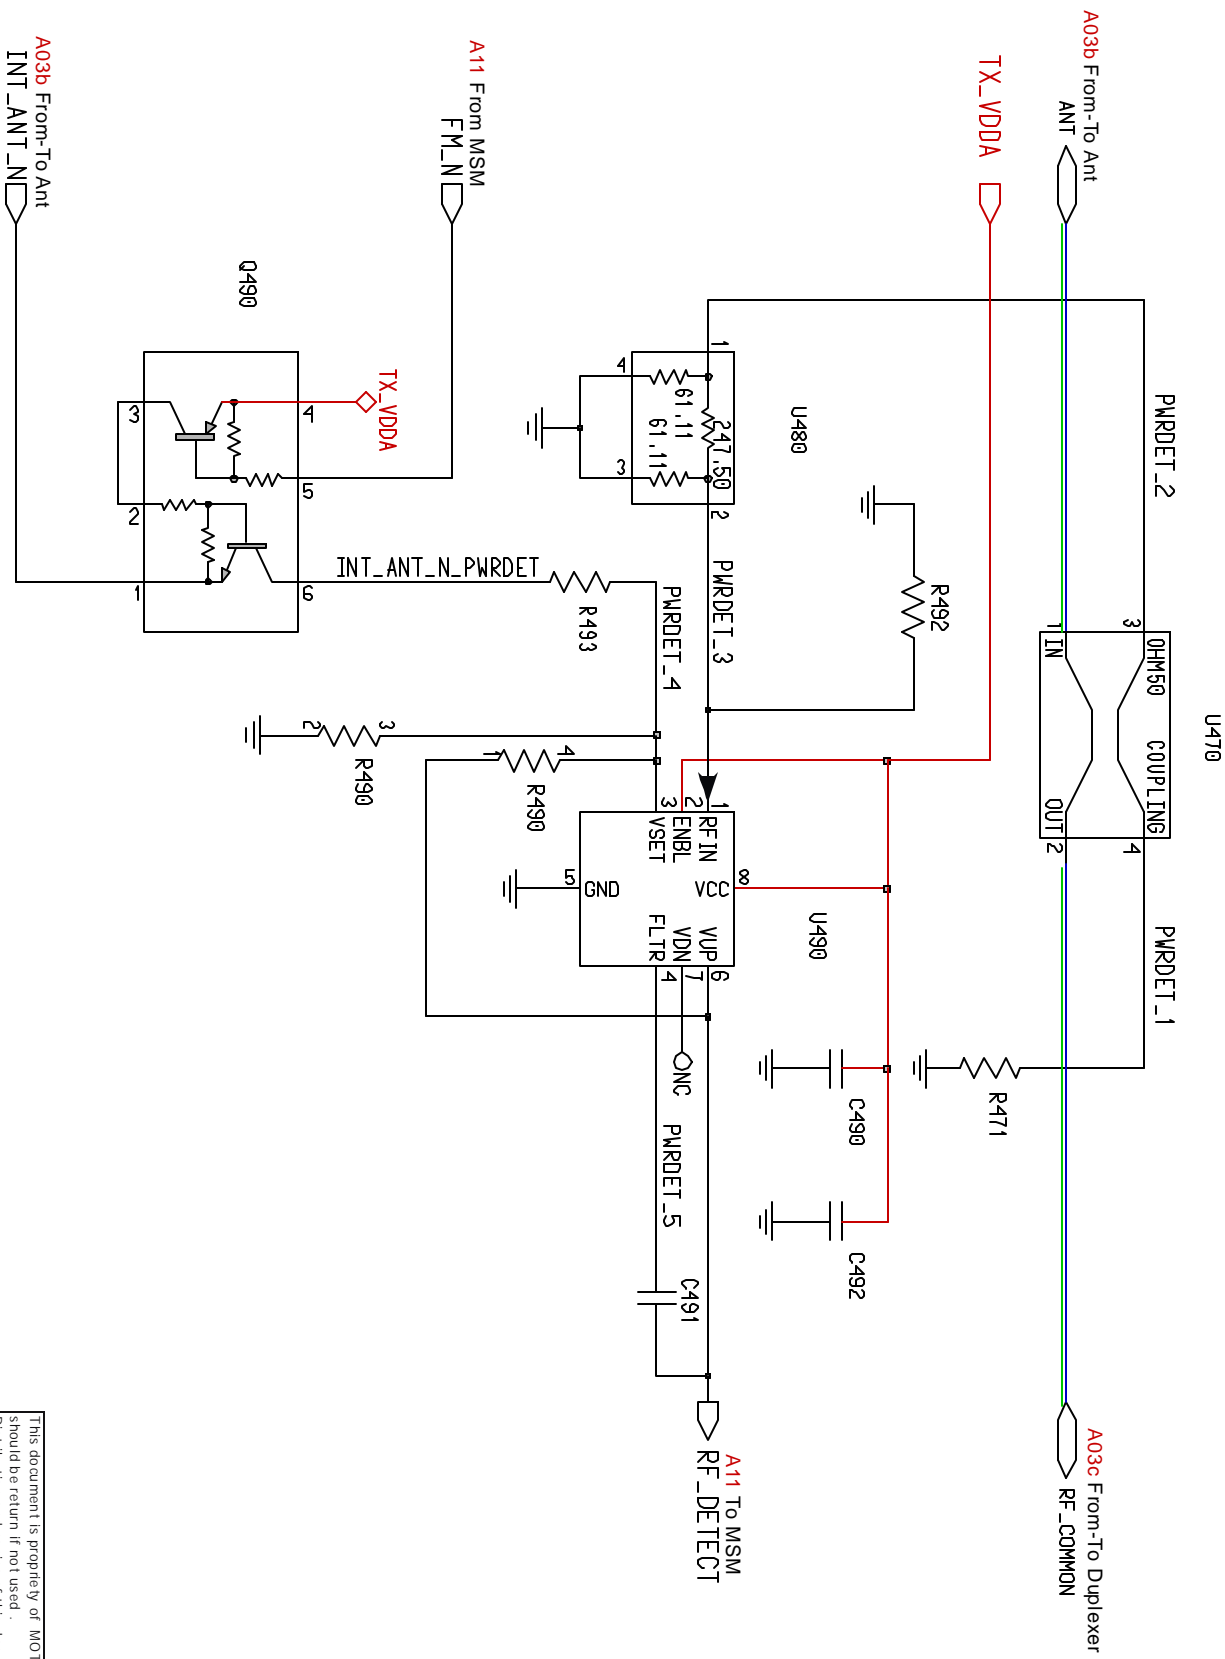 A03b From-To Ant
ANT
TX_VDDA
A11 From MSM
FM_N
A03b From-To Ant
INT_ANT_N
PWRDET_2
U470
3
OHM50
COUPLING
4
1
IN
OUT
2
PWRDET_1
R471
A03c From-To Duplexer
RF_COMMON
U480
1
4
61,11
61,11
247,50
3
2
PWRDET_3
R492
Q490
TX_VDDA
3
4
5
2
1
6
INT_ANT_N_PWRDET
R493
PWRDET_4
2
3
R490
1
4
R490
3
2
1
VSET
ENBL
RFIN
5
GND
VCC
8
U490
FLTR
VDN
VUP
4
7
6
NC
PWRDET_5
C490
C492
C491
A11 To MSM
RF_DETECT
This document is propriety of MOT
should be return if not used .